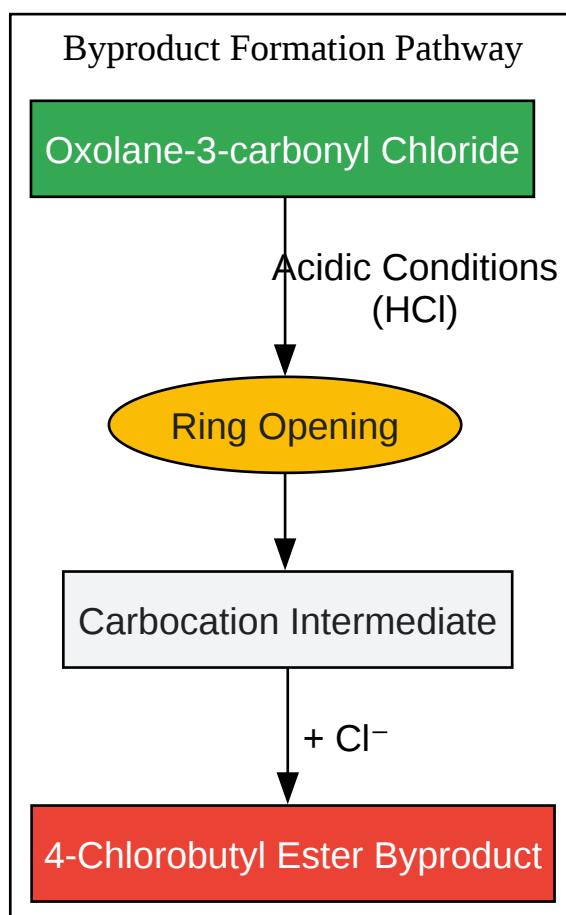 Byproduct Formation Pathway
Oxolane-3-carbonyl Chloride
Acidic Conditions
(HCl)
Ring Opening
Carbocation Intermediate
+ Cl⁻
4-Chlorobutyl Ester Byproduct